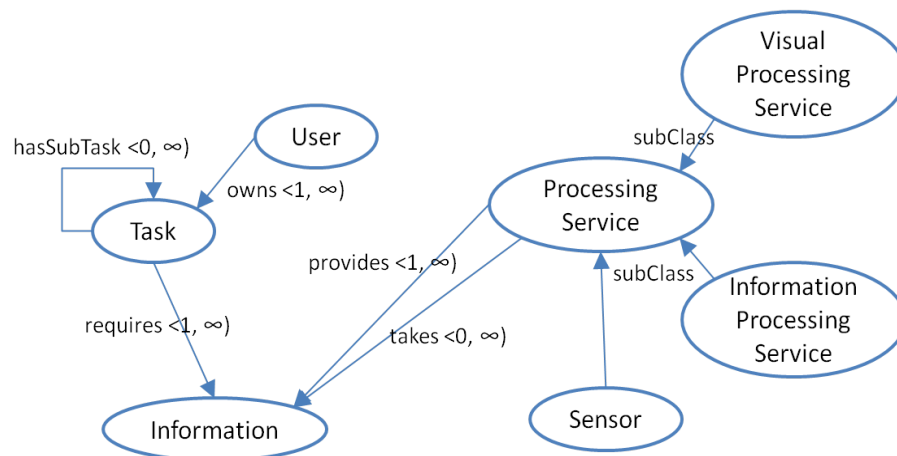 Visual
Processing
Service
hasSubTask <0, ∞)
User
subClass
owns <1, ∞)
Processing
Service
Task
provides <1, ∞)
subClass
Information
Processing
Service
requires <1, ∞)
takes <0, ∞)
Information
Sensor